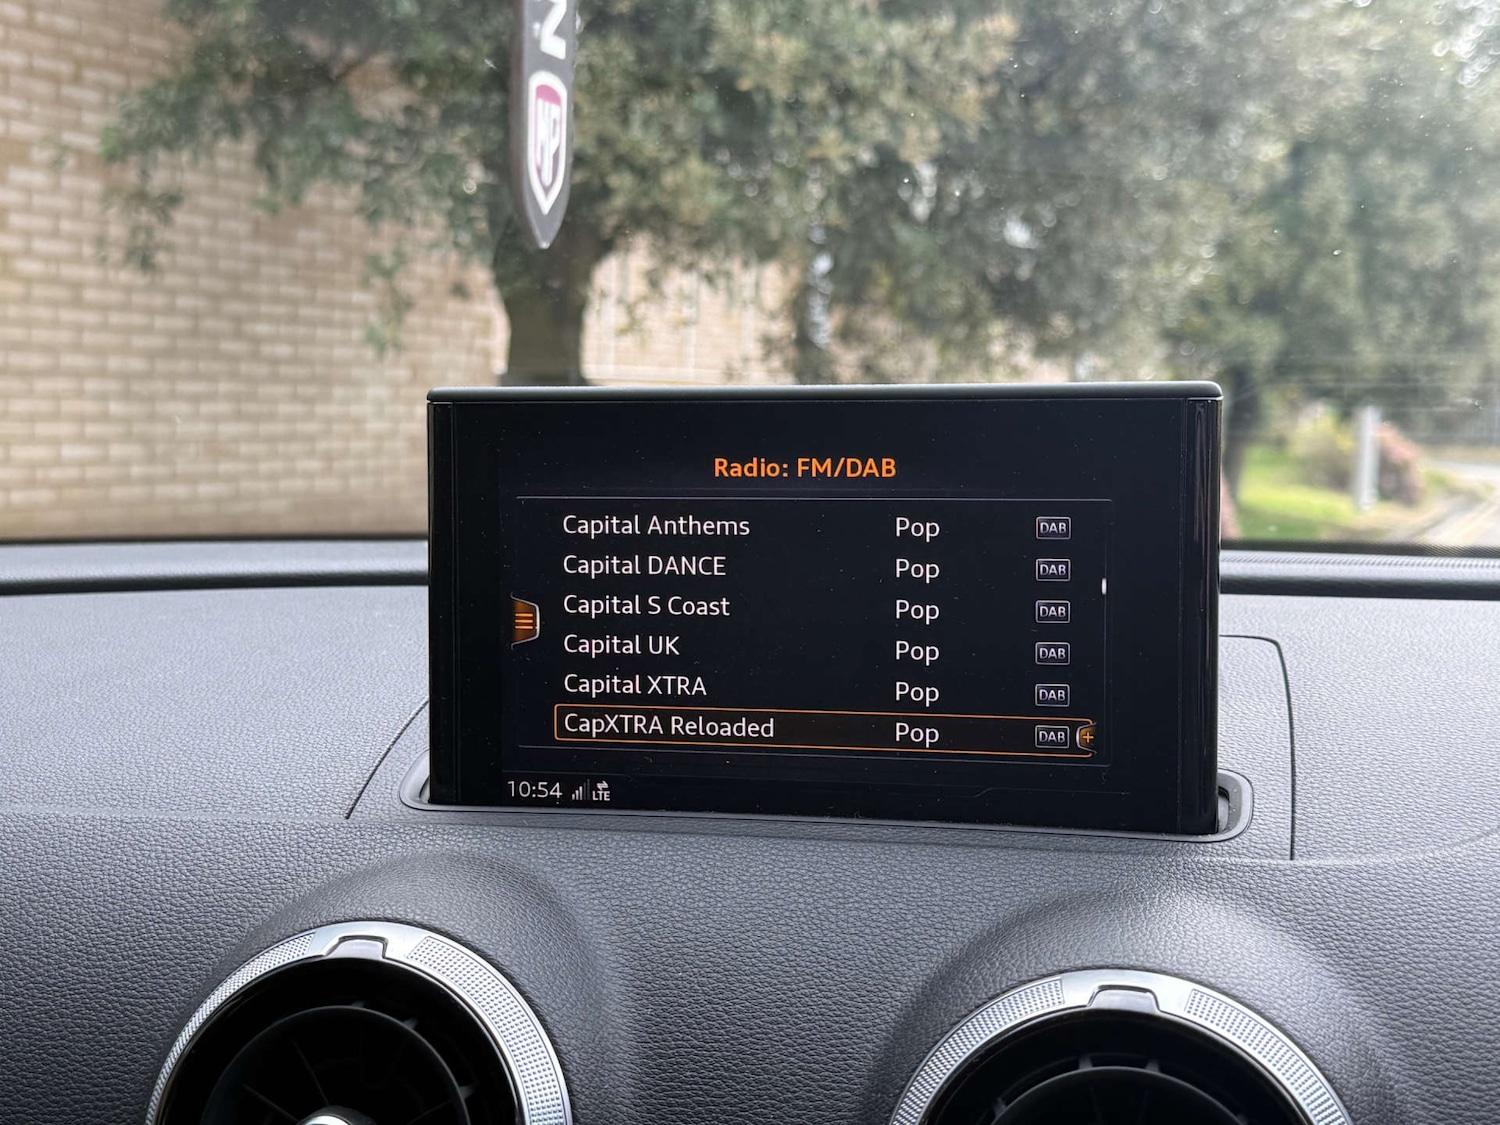 Radio: FM/DAB
Capital Anthems Pop DAB
Capital DANCE Pop DAB
Capital S Coast Pop DAB
Capital UK Pop DAB
Capital XTRA Pop DAB
CapXTRA Reloaded Pop DAB +
10:54 LTE